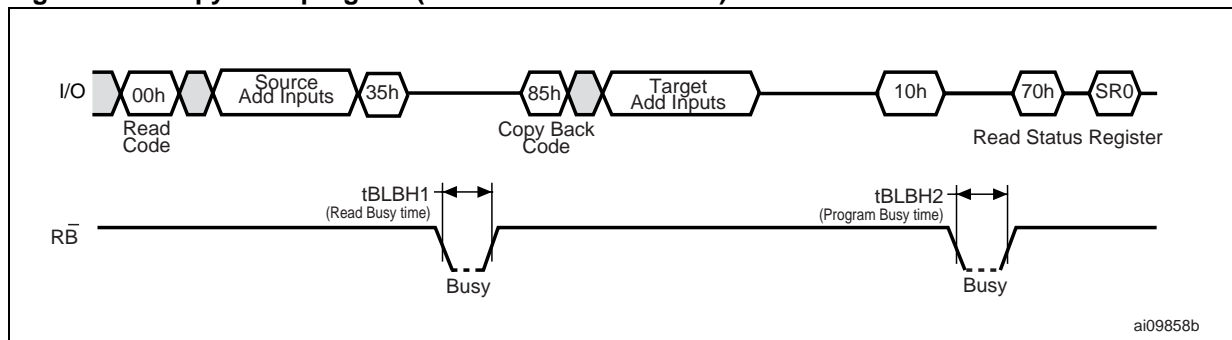 I/O
00h
Source
Add Inputs
35h
85h
Target
Add Inputs
10h
70h
SR0
Read
Code
Copy Back
Code
Read Status Register
tBLBH1
(Read Busy time)
tBLBH2
(Program Busy time)
RB̅
Busy
Busy
ai09858b